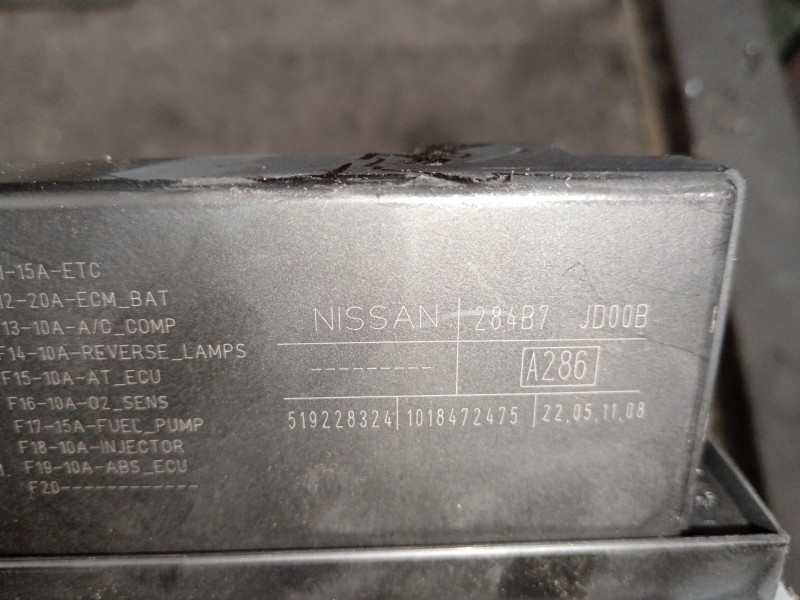 -15A-ETC
12-20A-ECM_BAT
13-10A-A/C_COMP
F14-10A-REVERSE_LAMPS
F15-10A-AT_ECU
F16-10A-O2_SENS
F17-15A-FUEL_PUMP
F18-10A-INJECTOR
F19-10A-ABS_ECU
F20------------
NISSAN 284B7 JD00B
--------- A286
519228324 1018472475 22.05.11.08